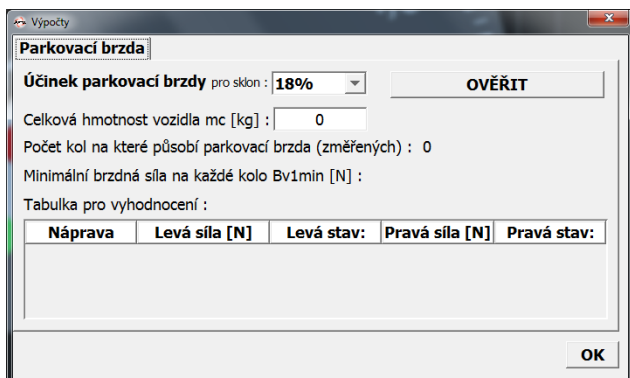 Výpočty
Parkovací brzda
Účinek parkovací brzdy pro sklon : 18% OVĚŘIT
Celková hmotnost vozidla mc [kg] : 0
Počet kol na které působí parkovací brzda (změřených) : 0
Minimální brzdná síla na každé kolo Bv1min [N] :
Tabulka pro vyhodnocení :
Náprava Levá síla [N] Levá stav: Pravá síla [N] Pravá stav:
OK